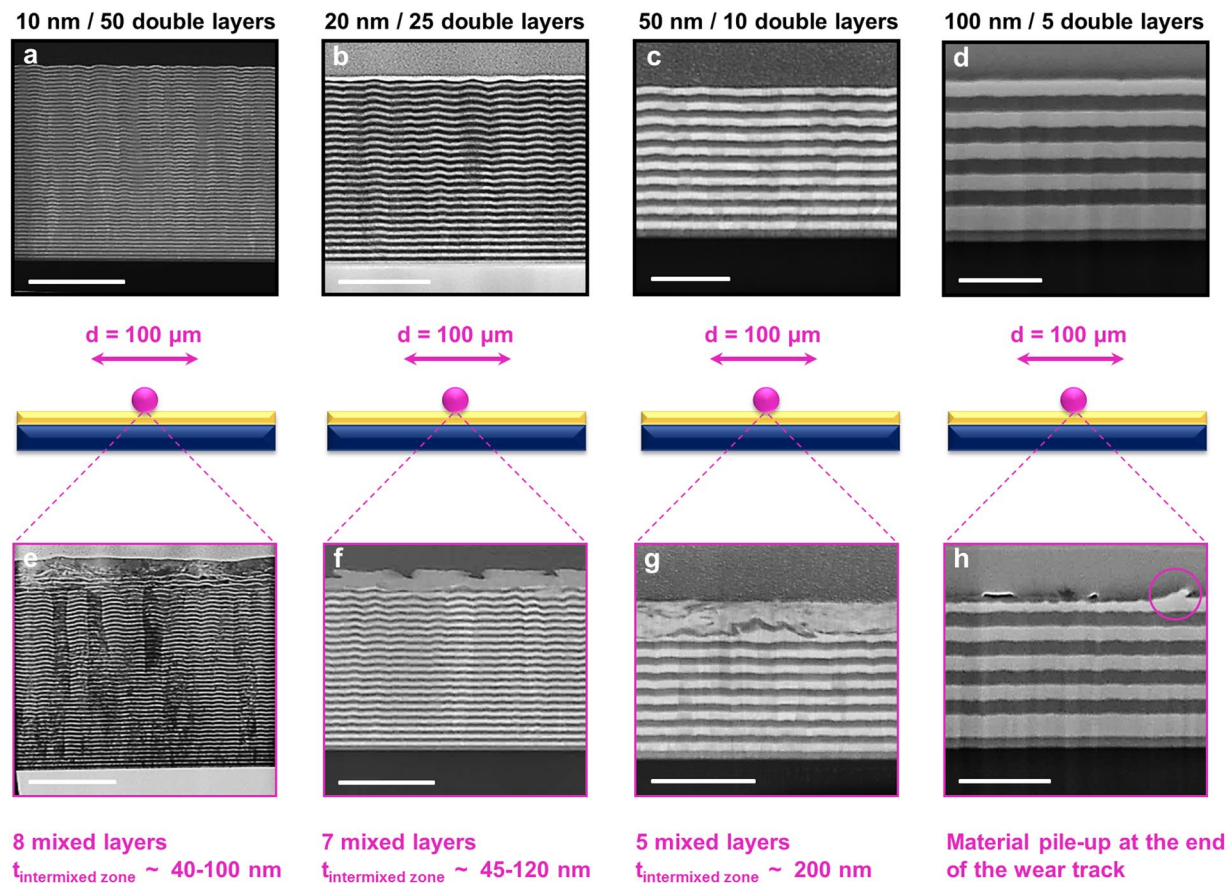 10 nm / 50 double layers
20 nm / 25 double layers
50 nm / 10 double layers
100 nm / 5 double layers
a
b
c
d
d = 100 µm
d = 100 µm
d = 100 µm
d = 100 µm
e
f
g
h
8 mixed layers
t intermixed zone ~ 40-100 nm
7 mixed layers
t intermixed zone ~ 45-120 nm
5 mixed layers
t intermixed zone ~ 200 nm
Material pile-up at the end
of the wear track